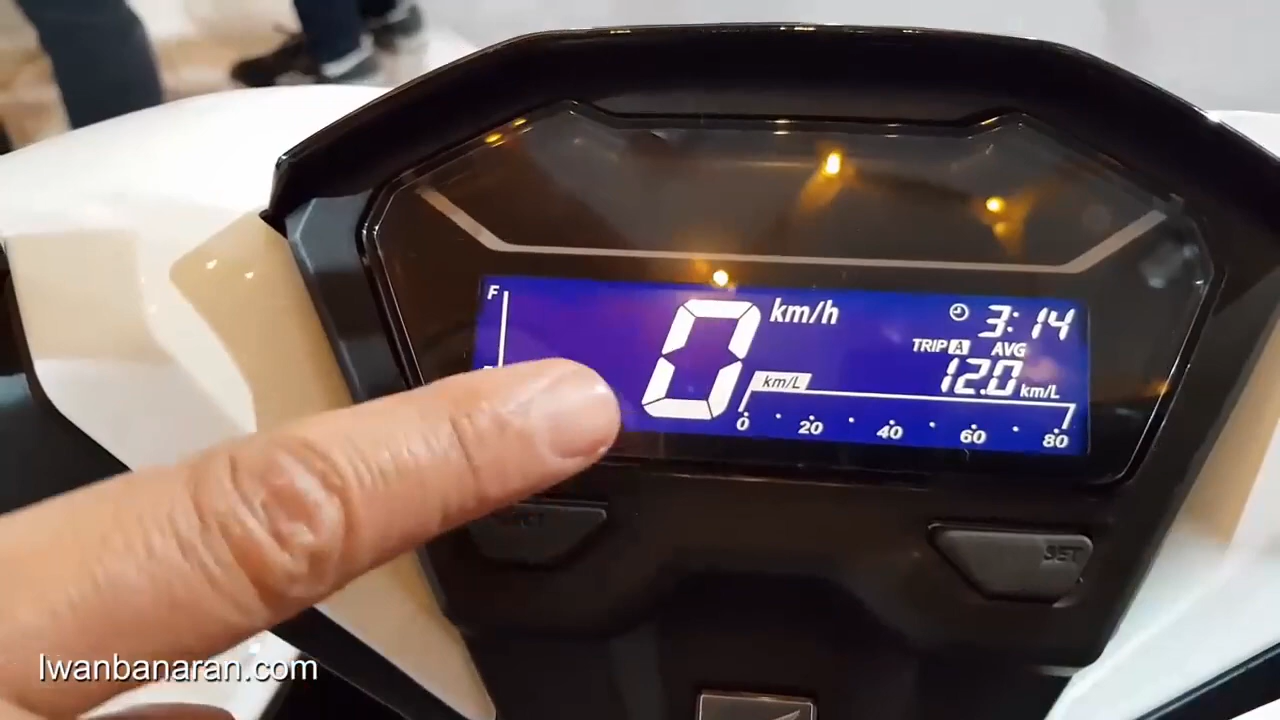 F
0 km/h
3:14
TRIP A AVG
12.0 km/L
km/L
0 20 40 60 80
SET
Iwanbanaran.com